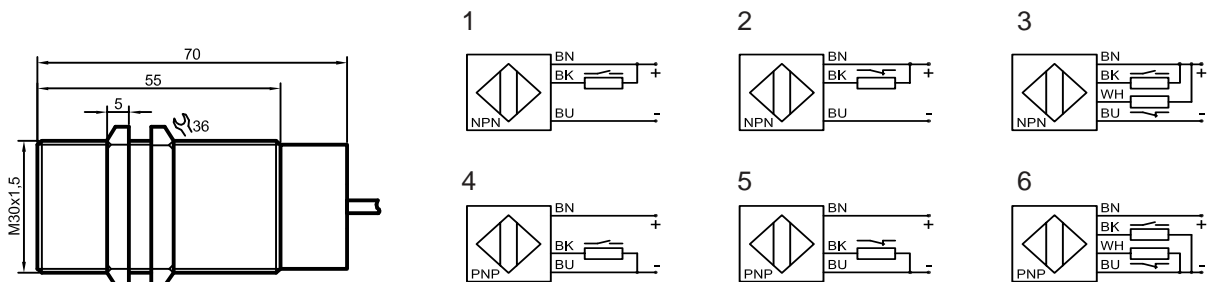 70
55
5
36
M30x1,5
1
BN
BK
BU
+
-
NPN
2
BN
BK
BU
+
-
NPN
3
BN
BK
WH
BU
+
-
NPN
4
BN
BK
BU
+
-
PNP
5
BN
BK
BU
+
-
PNP
6
BN
BK
WH
BU
+
-
PNP